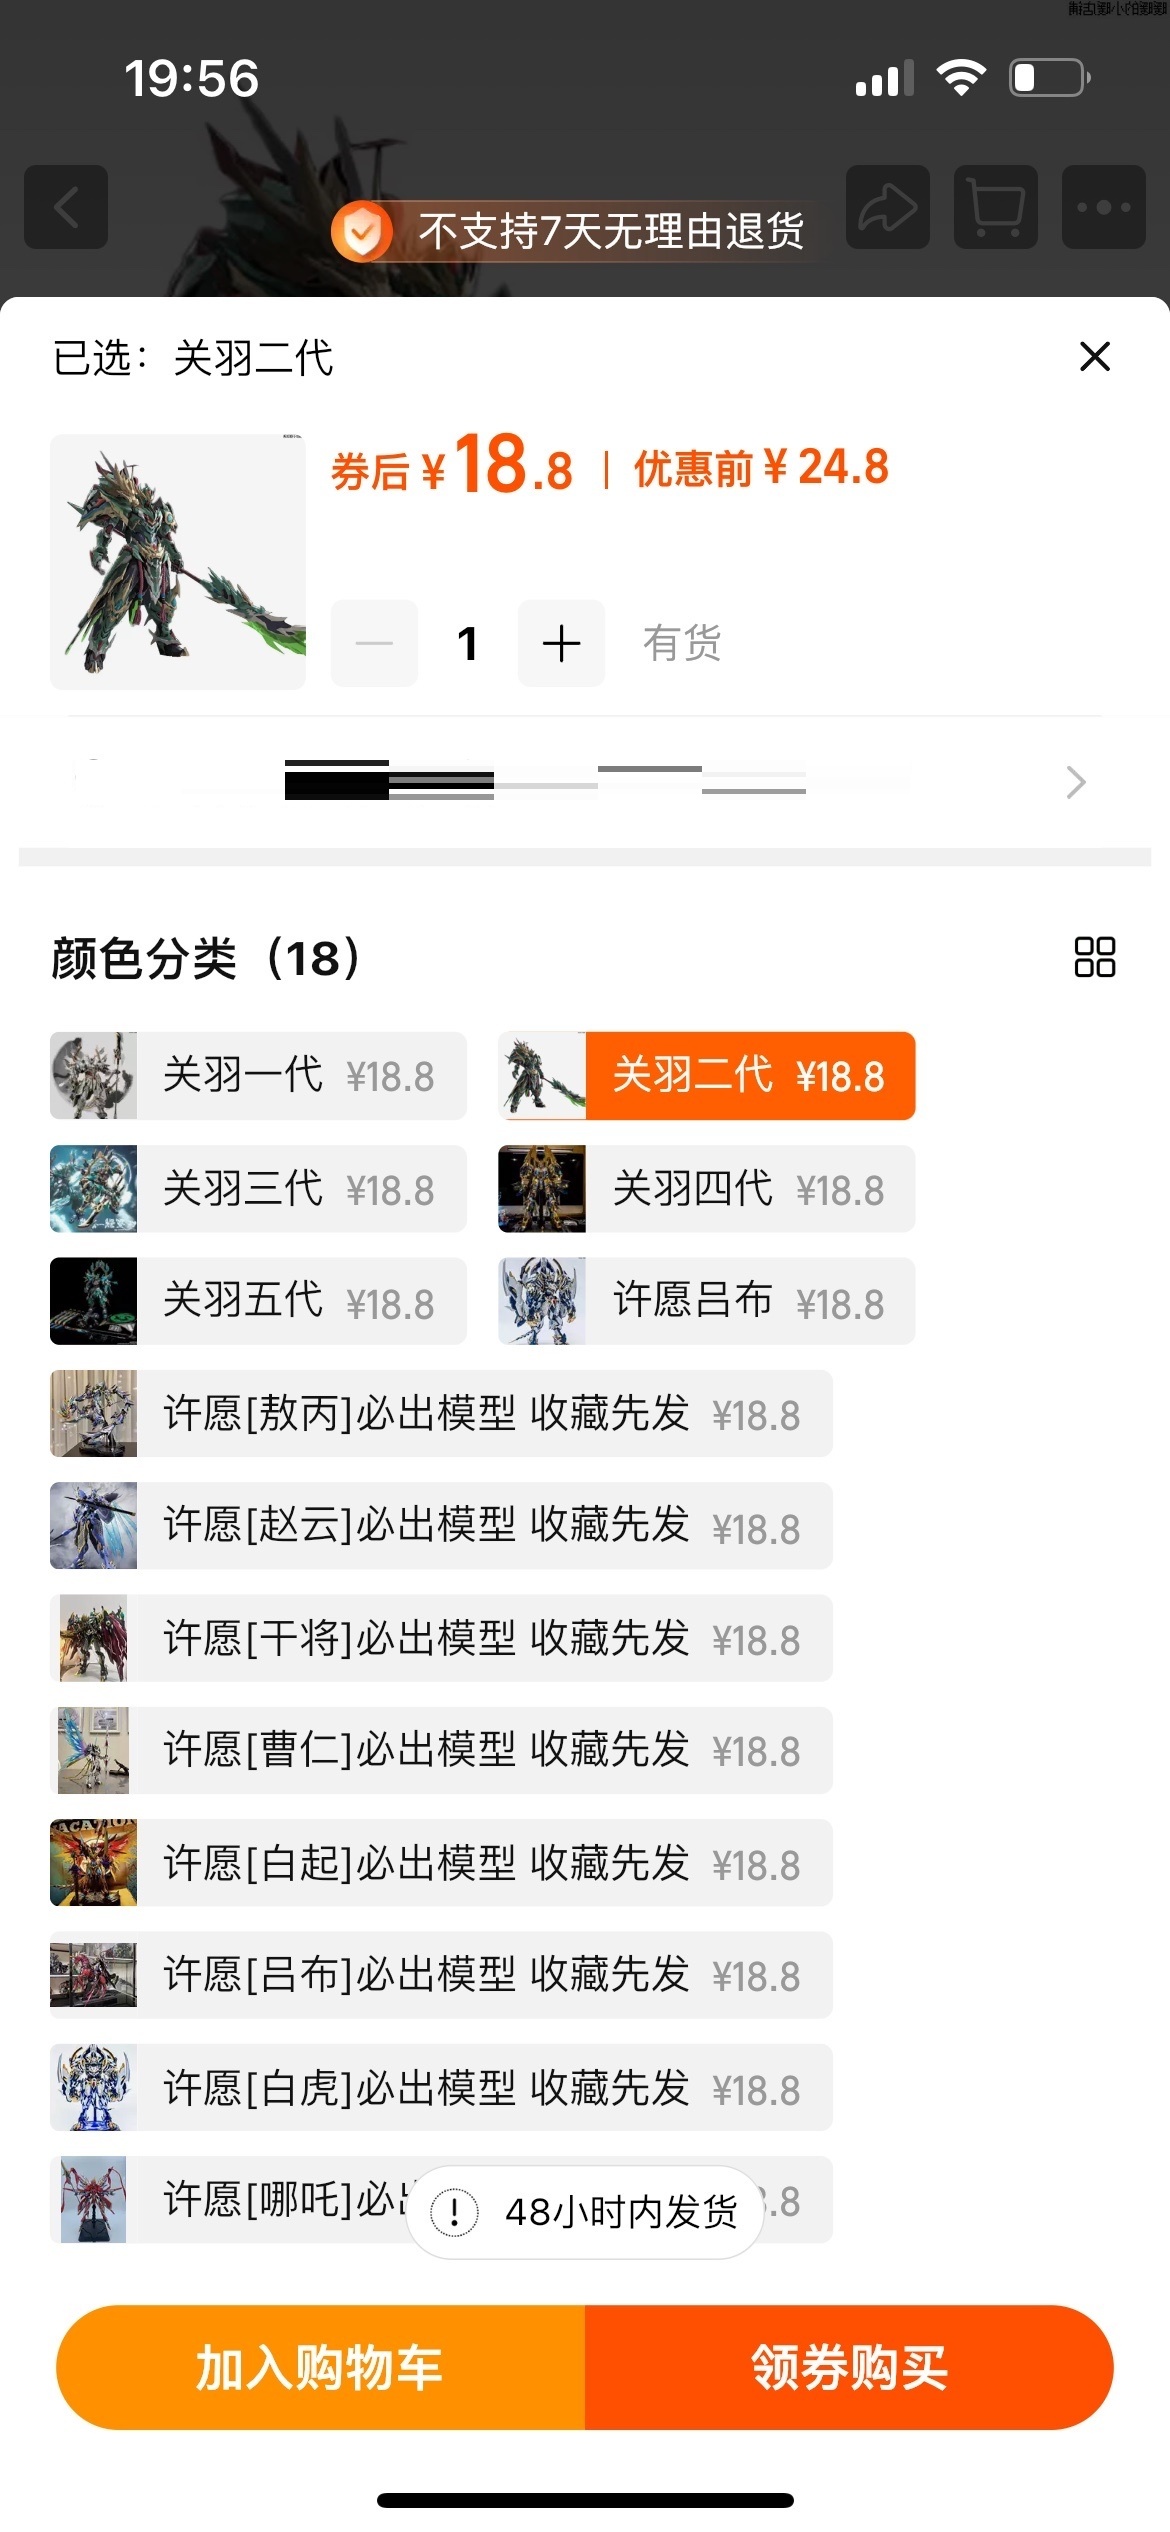 19:56
不支持7天无理由退货
已选：关羽二代
券后¥18.8 | 优惠前¥24.8
1 有货
颜色分类（18）
关羽一代 ¥18.8
关羽二代 ¥18.8
关羽三代 ¥18.8
关羽四代 ¥18.8
关羽五代 ¥18.8
许愿吕布 ¥18.8
许愿[敖丙]必出模型 收藏先发 ¥18.8
许愿[赵云]必出模型 收藏先发 ¥18.8
许愿[干将]必出模型 收藏先发 ¥18.8
许愿[曹仁]必出模型 收藏先发 ¥18.8
许愿[白起]必出模型 收藏先发 ¥18.8
许愿[吕布]必出模型 收藏先发 ¥18.8
许愿[白虎]必出模型 收藏先发 ¥18.8
许愿[哪吒]必 .8
48小时内发货
加入购物车
领券购买